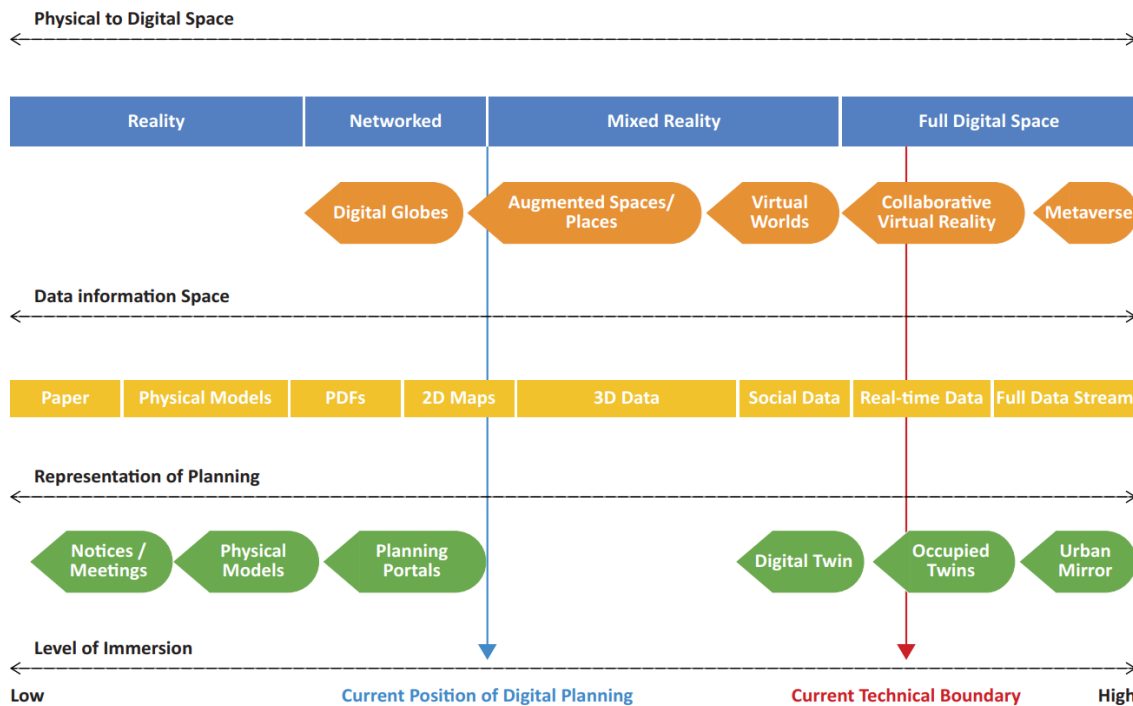 Physical to Digital Space
Reality
Networked
Mixed Reality
Full Digital Space
Digital Globes
Augmented Spaces/
Places
Virtual
Worlds
Collaborative
Virtual Reality
Metaverse
Data information Space
Paper
Physical Models
PDFs
2D Maps
3D Data
Social Data
Real-time Data
Full Data Stream
Representation of Planning
Notices /
Meetings
Physical
Models
Planning
Portals
Digital Twin
Occupied
Twins
Urban
Mirror
Level of Immersion
Low
Current Position of Digital Planning
Current Technical Boundary
High